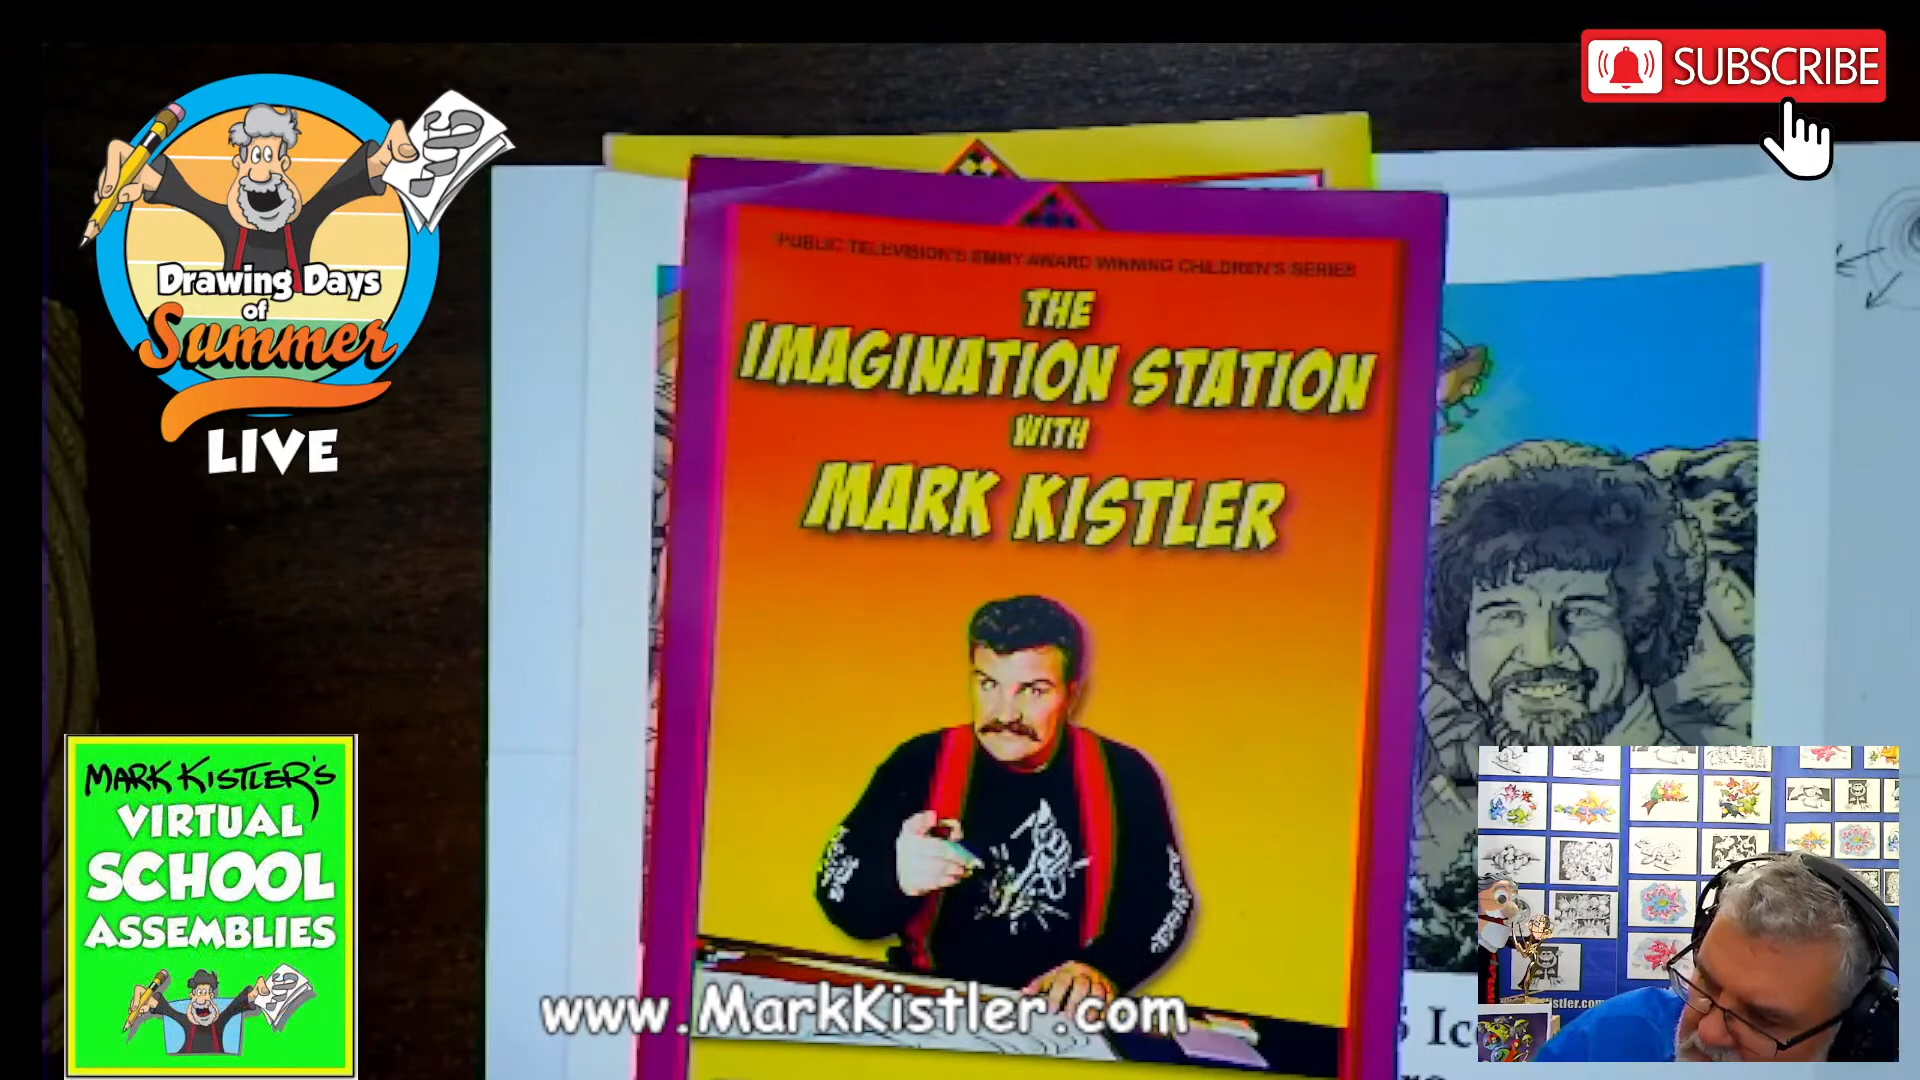 SUBSCRIBE
Drawing Days
of
Summer
LIVE
PUBLIC TELEVISION'S EMMY AWARD WINNING CHILDREN'S SERIES
THE
IMAGINATION STATION
WITH
MARK KISTLER
MARK KISTLER'S
VIRTUAL
SCHOOL
ASSEMBLIES
www.MarkKistler.com